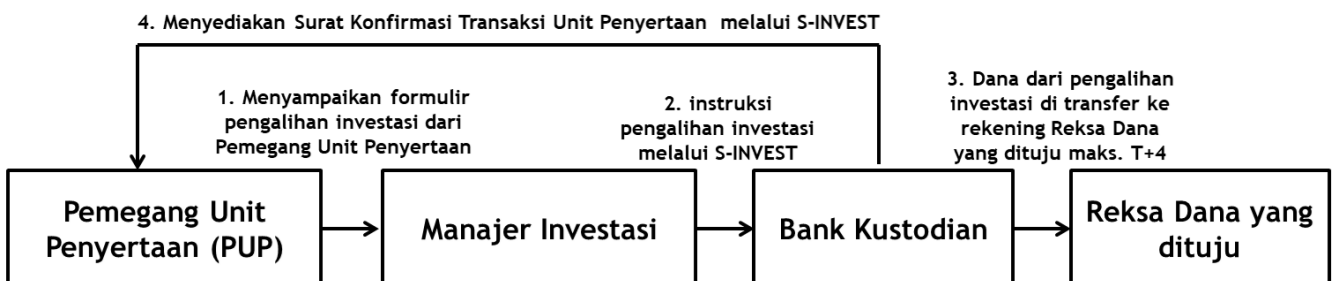 4. Menyediakan Surat Konfirmasi Transaksi Unit Penyertaan melalui S-INVEST
1. Menyampaikan formulir
pengalihan investasi dari
Pemegang Unit Penyertaan
2. instruksi
pengalihan investasi
melalui S-INVEST
3. Dana dari pengalihan
investasi di transfer ke
rekening Reksa Dana
yang dituju maks. T+4
Pemegang Unit
Penyertaan (PUP)
Manajer Investasi
Bank Kustodian
Reksa Dana yang
dituju